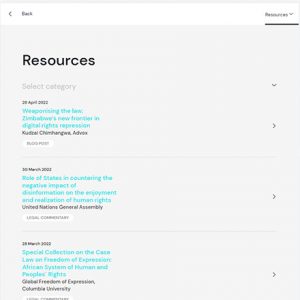 Back
Resources
Resources
Select category
20 April 2022
Weaponising the law:
Zimbabwe's new frontier in
digital rights repression
Kudzai Chimhangwa, Advox
BLOG POST
30 March 2022
Role of States in countering the
negative impact of
disinformation on the enjoyment
and realization of human rights
United Nations General Assembly
LEGAL COMMENTARY
28 March 2022
Special Collection on the Case
Law on Freedom of Expression:
African System of Human and
Peoples' Rights
Global Freedom of Expression,
Columbia University
LEGAL COMMENTARY